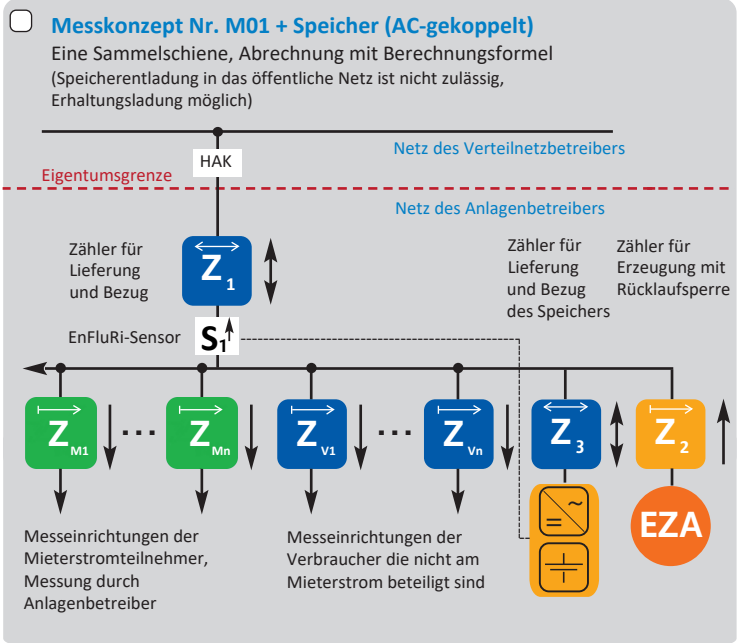 Messkonzept Nr. M01 + Speicher (AC-gekoppelt)
Eine Sammelschiene, Abrechnung mit Berechnungsformel
(Speicherentladung in das öffentliche Netz ist nicht zulässig,
Erhaltungsladung möglich)
Netz des Verteilnetzbetreibers
HAK
Eigentumsgrenze
Netz des Anlagenbetreibers
Zähler für
Lieferung
und Bezug
Z1
Zähler für
Lieferung
und Bezug
des Speichers
Zähler für
Erzeugung mit
Rücklaufsperre
EnFluRi-Sensor
S1
ZM1
...
ZMn
ZV1
...
ZVn
Z3
Z2
EZA
Messeinrichtungen der
Mieterstromteilnehmer,
Messung durch
Anlagenbetreiber
Messeinrichtungen der
Verbraucher die nicht am
Mieterstrom beteiligt sind